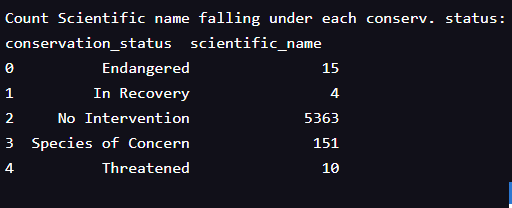 Count Scientific name falling under each conserv. status:
conservation_status  scientific_name
0           Endangered               15
1          In Recovery                4
2      No Intervention             5363
3   Species of Concern              151
4           Threatened               10